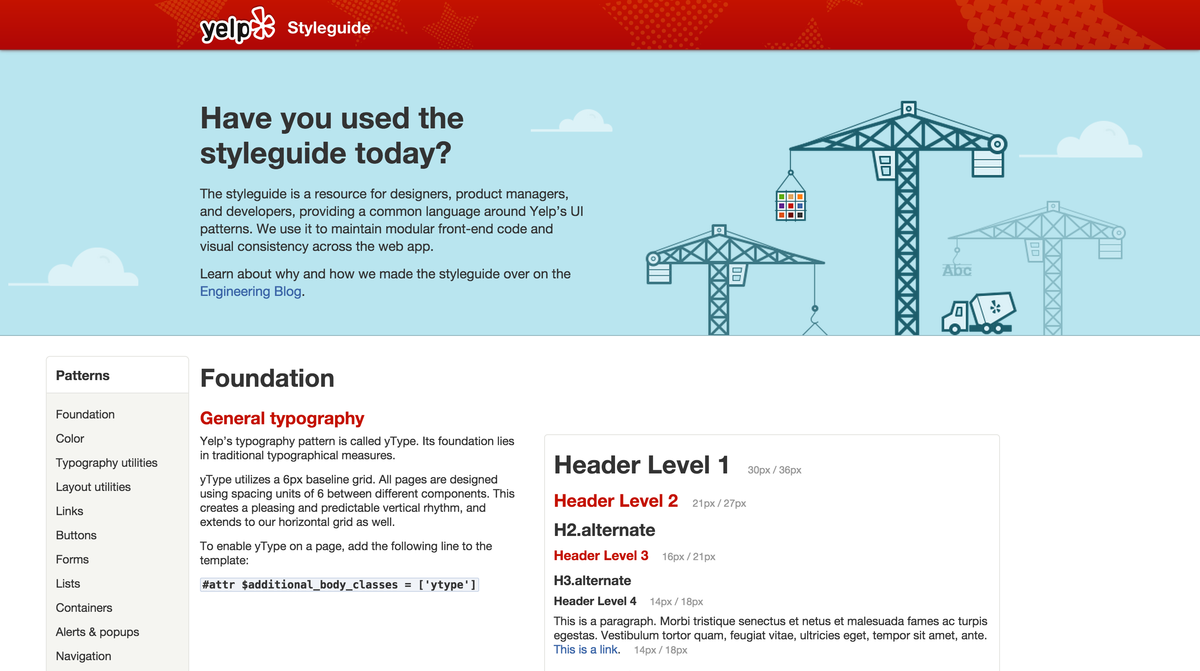 yelp Styleguide
Have you used the
styleguide today?
The styleguide is a resource for designers, product managers,
and developers, providing a common language around Yelp's UI
patterns. We use it to maintain modular front-end code and
visual consistency across the web app.
Learn about why and how we made the styleguide over on the
Engineering Blog.
Abc
Patterns
Foundation
Color
Typography utilities
Layout utilities
Links
Buttons
Forms
Lists
Containers
Alerts & popups
Navigation
Foundation
General typography
Yelp's typography pattern is called yType. Its foundation lies
in traditional typographical measures.
yType utilizes a 6px baseline grid. All pages are designed
using spacing units of 6 between different components. This
creates a pleasing and predictable vertical rhythm, and
extends to our horizontal grid as well.
To enable yType on a page, add the following line to the
template:
#attr $additional_body_classes = ['ytype']
Header Level 1 30px / 36px
Header Level 2 21px / 27px
H2.alternate
Header Level 3 16px / 21px
H3.alternate
Header Level 4 14px / 18px
This is a paragraph. Morbi tristique senectus et netus et malesuada fames ac turpis
egestas. Vestibulum tortor quam, feugiat vitae, ultricies eget, tempor sit amet, ante.
This is a link. 14px / 18px